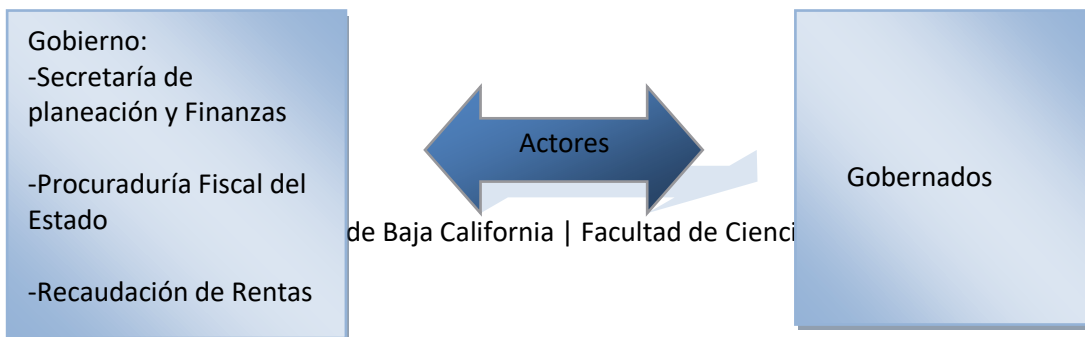 Gobierno:
-Secretaría de
planeación y Finanzas
-Procuraduría Fiscal del
Estado
-Recaudación de Rentas
Actores
de Baja California | Facultad de Cienci
Gobernados